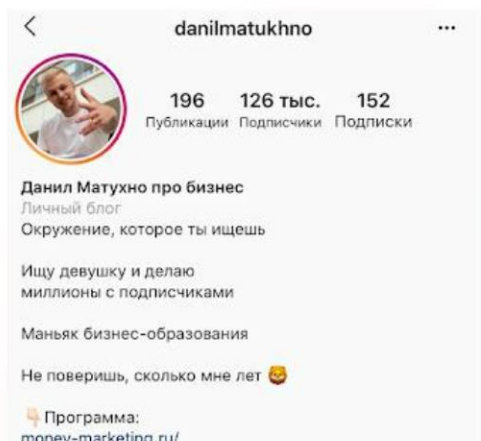 danilmatukhno
196 126 тыс. 152
Публикации Подписчики Подписки
Данил Матухно про бизнес
Личный блог
Окружение, которое ты ищешь
Ищу девушку и делаю
миллионы с подписчиками
Маньяк бизнес-образования
Не поверишь, сколько мне лет 🦁
👇🏻 Программа:
money-marketing.ru/